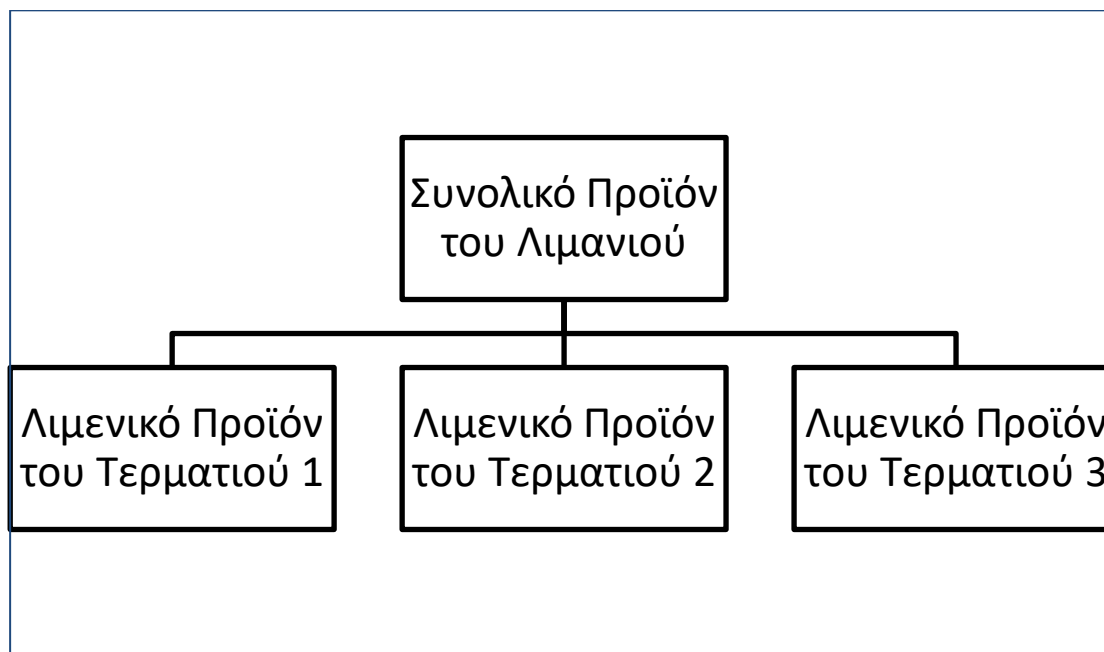 Συνολικό Προϊόν
του Λιμανιού
Λιμενικό Προϊόν
του Τερματιού 1
Λιμενικό Προϊόν
του Τερματιού 2
Λιμενικό Προϊόν
του Τερματιού 3